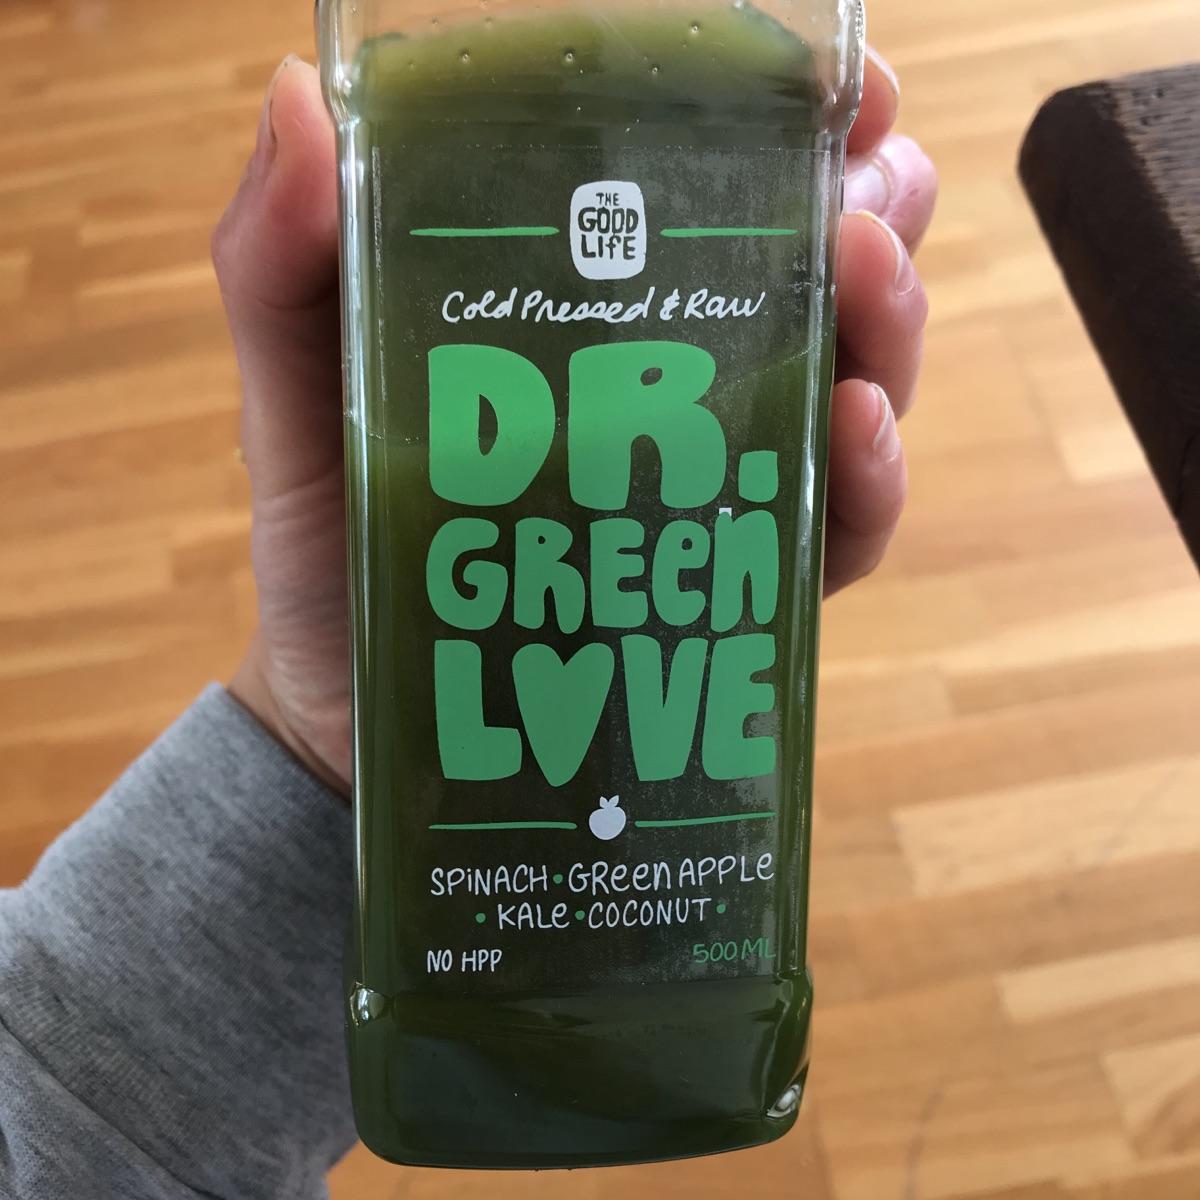 THE
GOOD
LIfE
Cold Pressed & Raw
DR.
GREen
LOVE
SPiNACH • GReen APPLe
• KALe • COCONUT •
NO HPP 500 ML